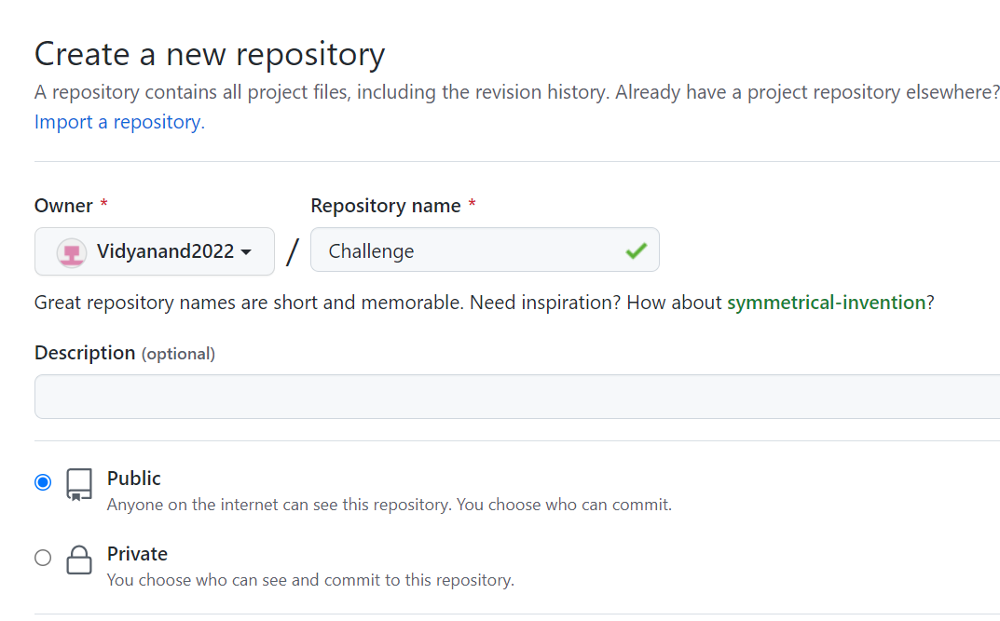 Create a new repository
A repository contains all project files, including the revision history. Already have a project repository elsewhere?
Import a repository.
Owner * Repository name *
Vidyanand2022 / Challenge
Great repository names are short and memorable. Need inspiration? How about symmetrical-invention?
Description (optional)
Public
Anyone on the internet can see this repository. You choose who can commit.
Private
You choose who can see and commit to this repository.